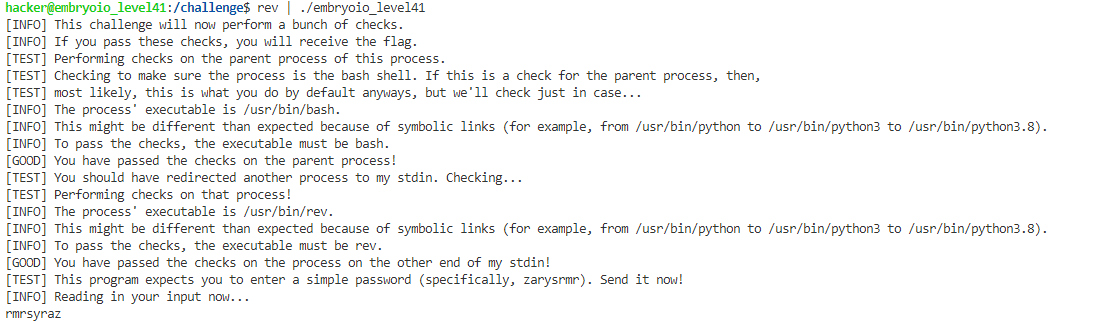 hacker@embryoio_level41:/challenge$ rev | ./embryoio_level41
[INFO] This challenge will now perform a bunch of checks.
[INFO] If you pass these checks, you will receive the flag.
[TEST] Performing checks on the parent process of this process.
[TEST] Checking to make sure the process is the bash shell. If this is a check for the parent process, then,
[TEST] most likely, this is what you do by default anyways, but we'll check just in case...
[INFO] The process' executable is /usr/bin/bash.
[INFO] This might be different than expected because of symbolic links (for example, from /usr/bin/python to /usr/bin/python3 to /usr/bin/python3.8).
[INFO] To pass the checks, the executable must be bash.
[GOOD] You have passed the checks on the parent process!
[TEST] You should have redirected another process to my stdin. Checking...
[TEST] Performing checks on that process!
[INFO] The process' executable is /usr/bin/rev.
[INFO] This might be different than expected because of symbolic links (for example, from /usr/bin/python to /usr/bin/python3 to /usr/bin/python3.8).
[INFO] To pass the checks, the executable must be rev.
[GOOD] You have passed the checks on the process on the other end of my stdin!
[TEST] This program expects you to enter a simple password (specifically, zarysrmr). Send it now!
[INFO] Reading in your input now...
rmrsyraz